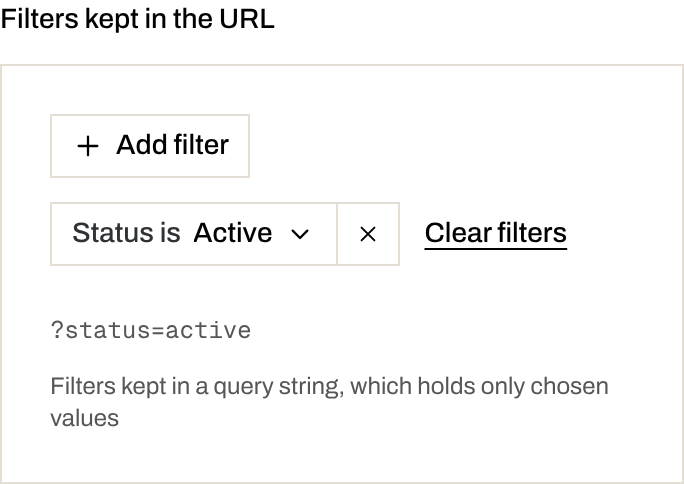 Filters kept in the URL
Add filter
Status is Active
Clear filters
?status=active
Filters kept in a query string, which holds only chosen
values